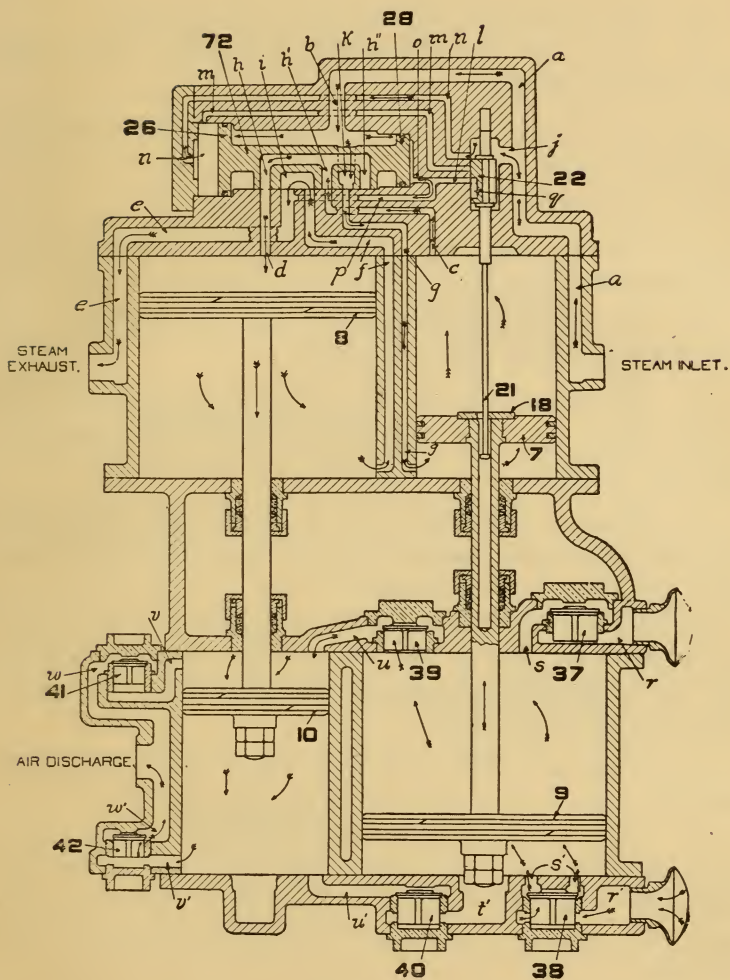 28
72 m h i h' b K h" o m n l a
26 j
n 22
q
e
d p f g c
e 8 a
STEAM EXHAUST. STEAM INLET.
21 18
7
s
v
w u 39 s 37 r
41
10
AIR DISCHARGE
w' 9
42 s'
v' u' t' r'
40 38